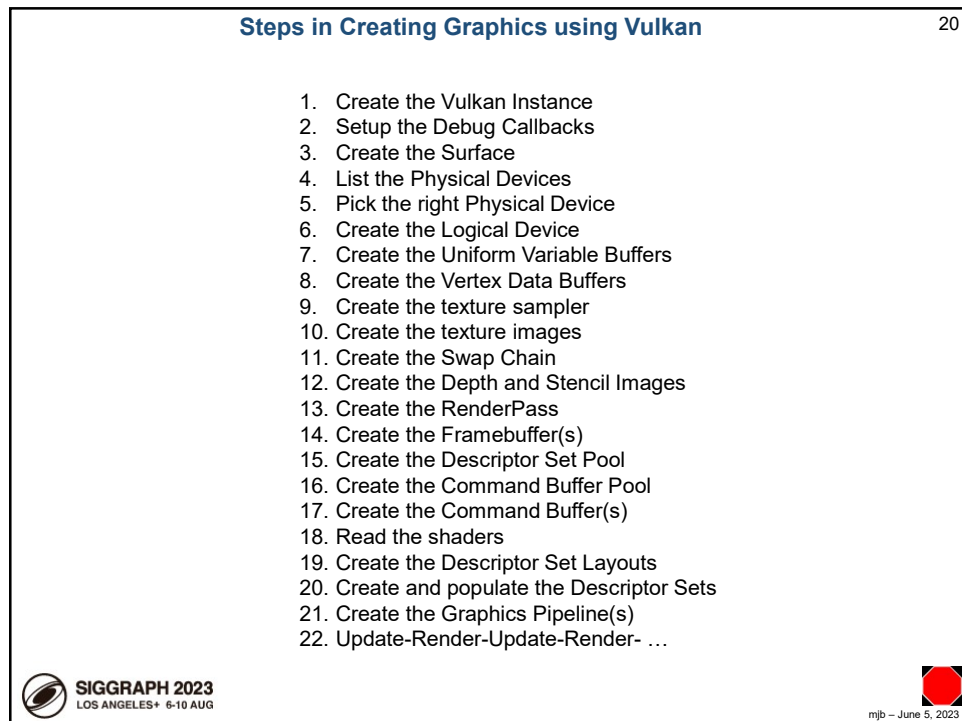 Steps in Creating Graphics using Vulkan
20
1. Create the Vulkan Instance
2. Setup the Debug Callbacks
3. Create the Surface
4. List the Physical Devices
5. Pick the right Physical Device
6. Create the Logical Device
7. Create the Uniform Variable Buffers
8. Create the Vertex Data Buffers
9. Create the texture sampler
10. Create the texture images
11. Create the Swap Chain
12. Create the Depth and Stencil Images
13. Create the RenderPass
14. Create the Framebuffer(s)
15. Create the Descriptor Set Pool
16. Create the Command Buffer Pool
17. Create the Command Buffer(s)
18. Read the shaders
19. Create the Descriptor Set Layouts
20. Create and populate the Descriptor Sets
21. Create the Graphics Pipeline(s)
22. Update-Render-Update-Render- …
SIGGRAPH 2023
LOS ANGELES+ 6-10 AUG
mjb – June 5, 2023